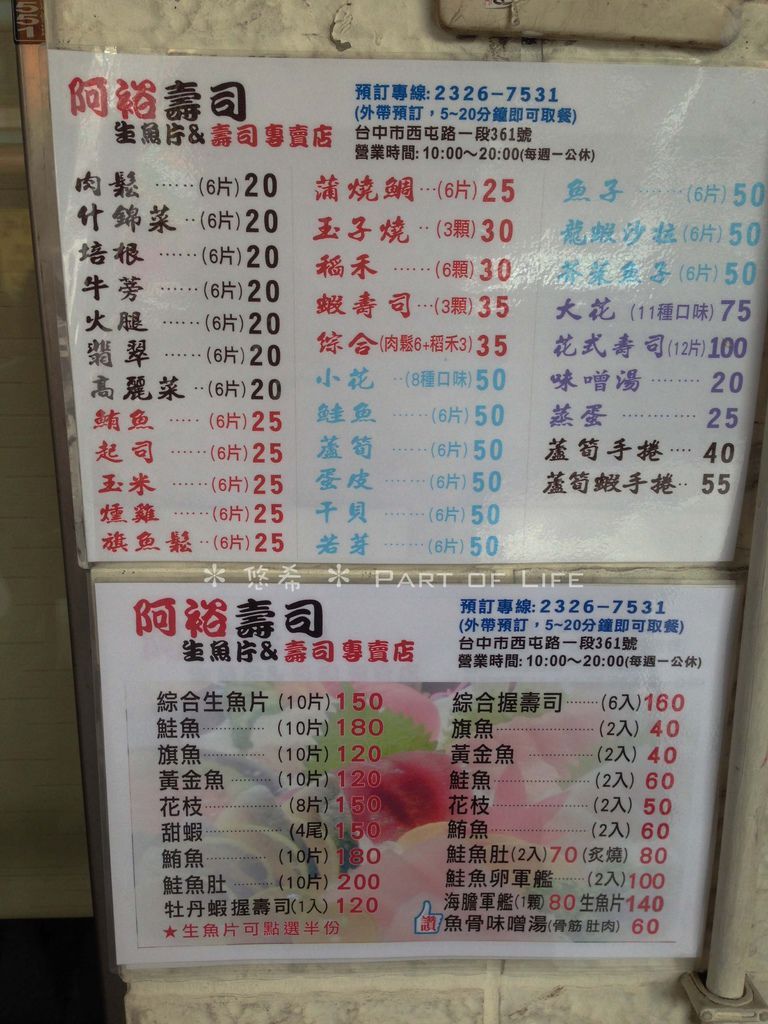 551
阿裕壽司
生魚片&壽司專賣店
預訂專線: 2326-7531
(外帶預訂，5~20分鐘即可取餐)
台中市西屯路一段361號
營業時間: 10:00～20:00(每週一公休)
肉鬆······(6片)20
什錦菜··(6片)20
培根·····(6片)20
牛蒡·····(6片)20
火腿·····(6片)20
翡翠·····(6片)20
高麗菜··(6片)20
鮪魚·····(6片)25
起司·····(6片)25
玉米·····(6片)25
燻雞·····(6片)25
旗魚鬆··(6片)25
蒲燒鯛···(6片)25
玉子燒··(3顆)30
稻禾······(6顆)30
蝦壽司···(3顆)35
綜合(肉鬆6+稻禾3)35
小花··(8種口味)50
鮭魚······(6片)50
蘆筍······(6片)50
蛋皮······(6片)50
干貝······(6片)50
若芽······(6片)50
魚子·······(6片)50
龍蝦沙拉(6片)50
芥茉魚子(6片)50
大花(11種口味)75
花式壽司(12片)100
味噌湯········20
蒸蛋·········25
蘆筍手捲····40
蘆筍蝦手捲··55
＊悠希＊ PART OF LIFE
阿裕壽司
生魚片&壽司專賣店
預訂專線: 2326-7531
(外帶預訂，5~20分鐘即可取餐)
台中市西屯路一段361號
營業時間: 10:00～20:00(每週一公休)
綜合生魚片(10片)150
鮭魚············(10片)180
旗魚············(10片)120
黃金魚·········(10片)120
花枝············(8片)150
甜蝦············(4尾)150
鮪魚············(10片)180
鮭魚肚·········(10片)200
牡丹蝦握壽司(1入)120
★生魚片可點選半份
綜合握壽司·······(6入)160
旗魚··················(2入)40
黃金魚···············(2入)40
鮭魚··················(2入)60
花枝··················(2入)50
鮪魚··················(2入)60
鮭魚肚(2入)70(炙燒)80
鮭魚卵軍艦·······(2入)100
海膽軍艦(1顆)80生魚片140
讚魚骨味噌湯(骨筋肚肉)60